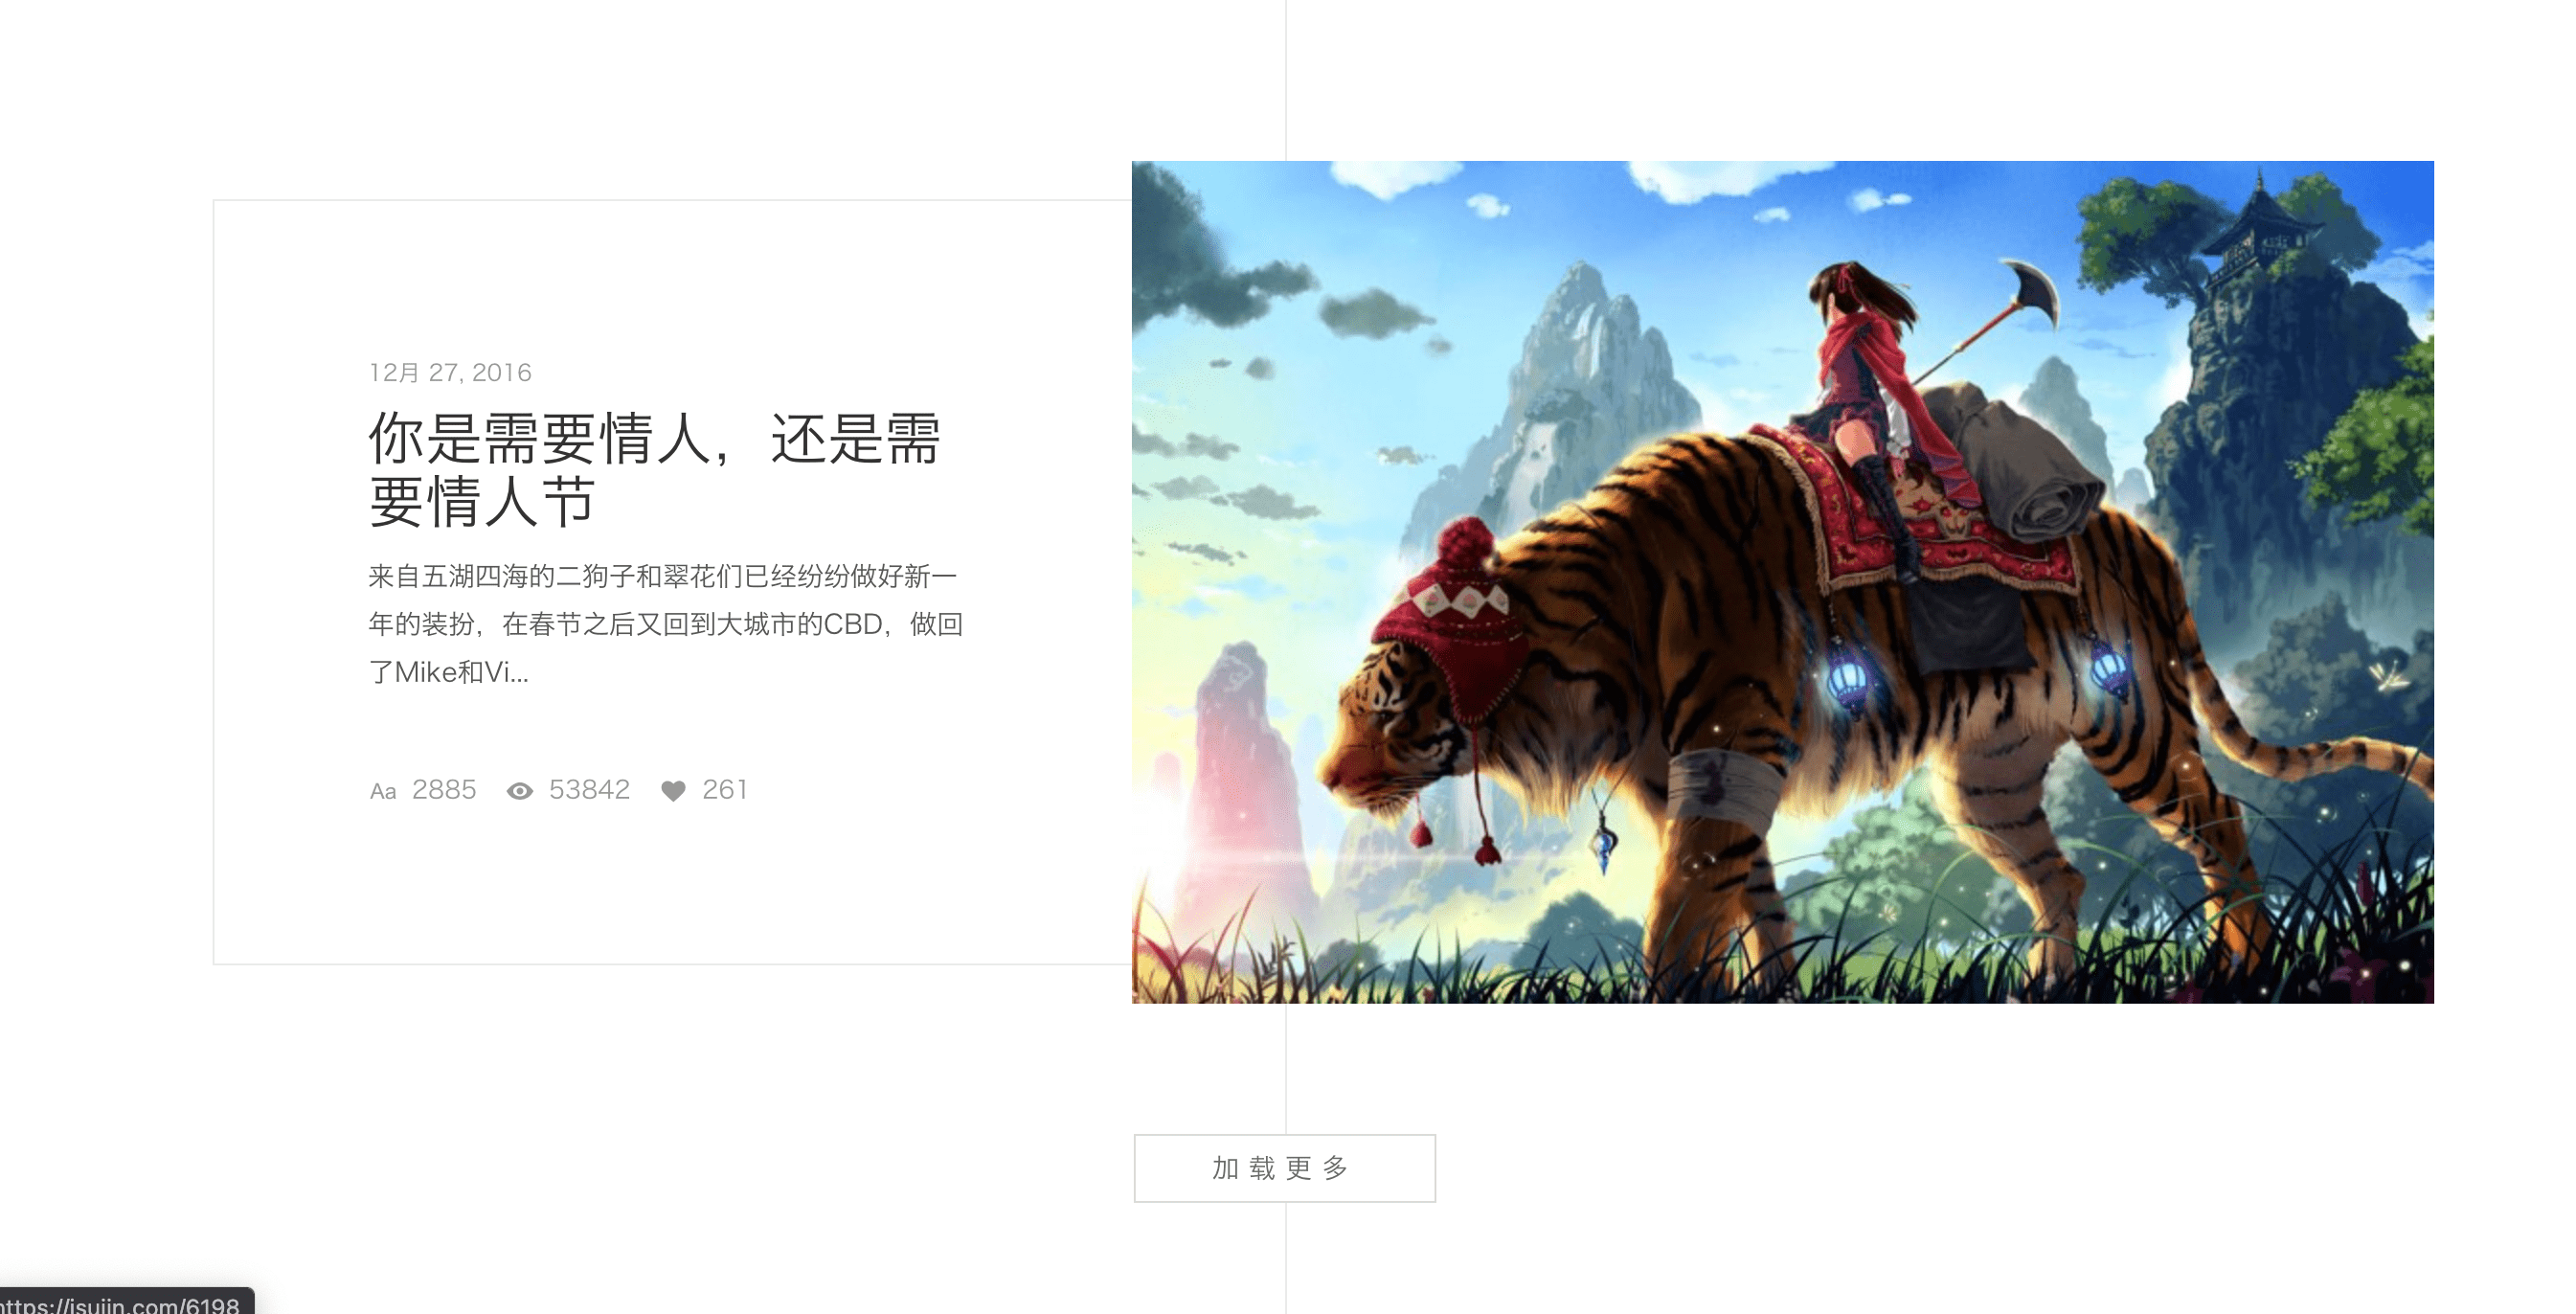 12月 27, 2016
你是需要情人，还是需
要情人节
来自五湖四海的二狗子和翠花们已经纷纷做好新一
年的装扮，在春节之后又回到大城市的CBD，做回
了Mike和Vi...
Aa 2885 53842 261
加载更多
https://isujin.com/6198